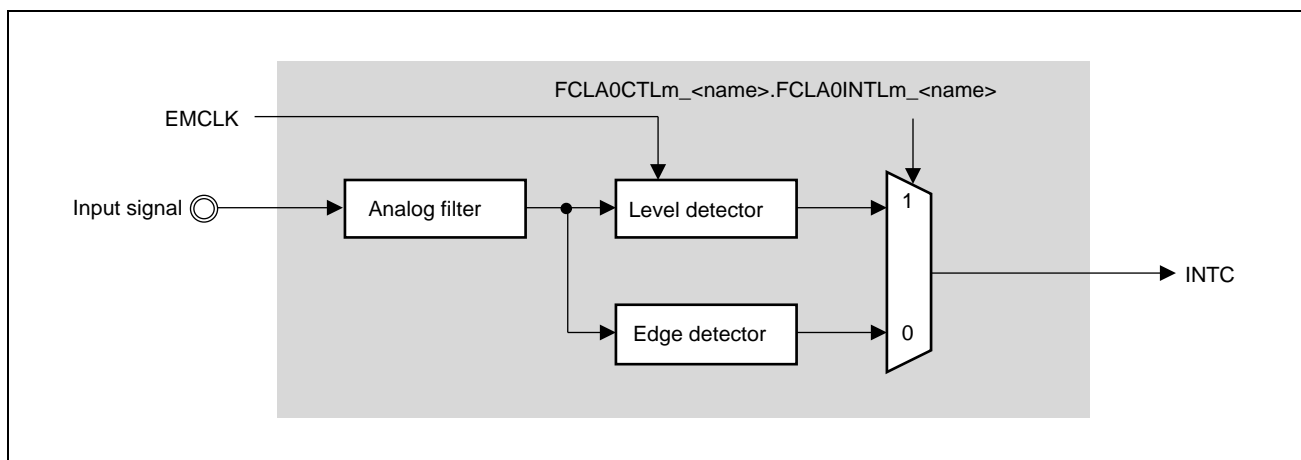 FCLA0CTLm_<name>.FCLA0INTLm_<name>
EMCLK
Input signal
Analog filter
Level detector
1
INTC
Edge detector
0